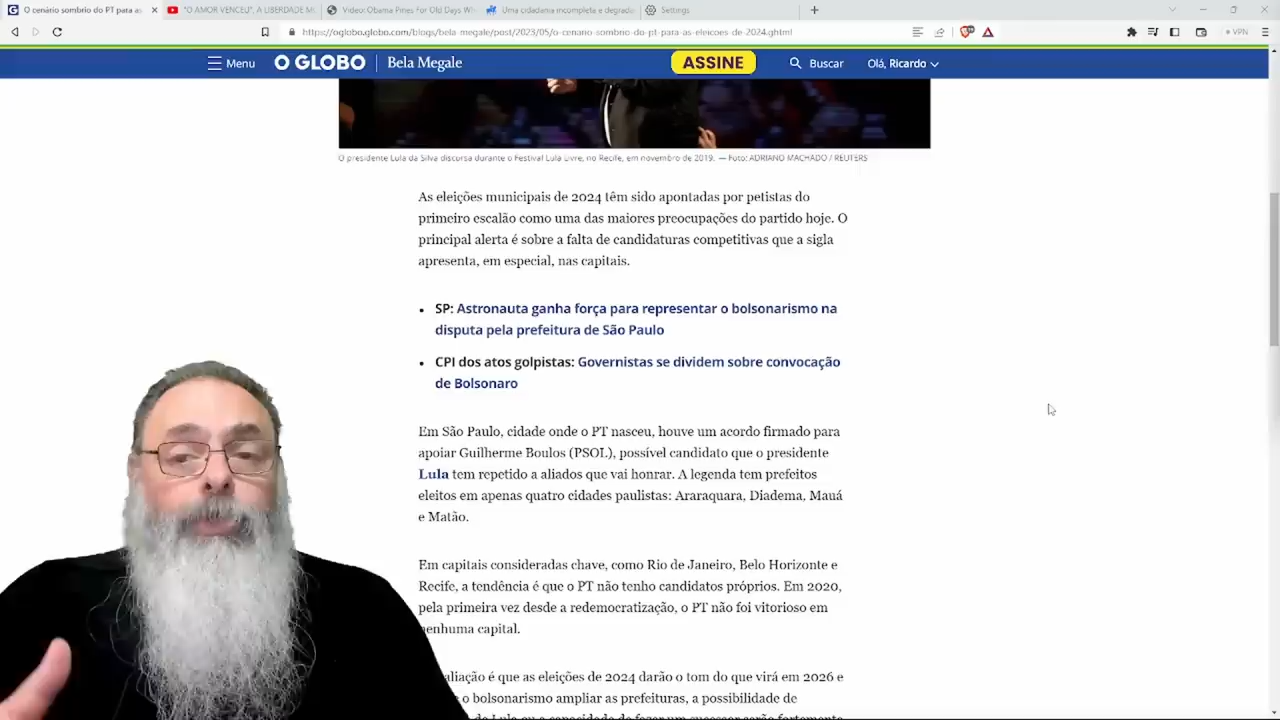 O cenário sombrio do PT para as
"O AMOR VENCEU", A LIBERDADE M
Video: Obama Pines For Old Days Wh
Uma cidadania incompleta e degrada
Settings
https://oglobo.globo.com/blogs/bela-megale/post/2023/05/o-cenario-sombrio-do-pt-para-as-eleicoes-de-2024.ghtml
VPN
Menu
O GLOBO
Bela Megale
ASSINE
Buscar
Olá, Ricardo
O presidente Lula da Silva discursa durante o Festival Lula Livre, no Recife, em novembro de 2019. — Foto: ADRIANO MACHADO / REUTERS
As eleições municipais de 2024 têm sido apontadas por petistas do
primeiro escalão como uma das maiores preocupações do partido hoje. O
principal alerta é sobre a falta de candidaturas competitivas que a sigla
apresenta, em especial, nas capitais.
• SP: Astronauta ganha força para representar o bolsonarismo na
disputa pela prefeitura de São Paulo
• CPI dos atos golpistas: Governistas se dividem sobre convocação
de Bolsonaro
Em São Paulo, cidade onde o PT nasceu, houve um acordo firmado para
apoiar Guilherme Boulos (PSOL), possível candidato que o presidente
Lula tem repetido a aliados que vai honrar. A legenda tem prefeitos
eleitos em apenas quatro cidades paulistas: Araraquara, Diadema, Mauá
e Matão.
Em capitais consideradas chave, como Rio de Janeiro, Belo Horizonte e
Recife, a tendência é que o PT não tenho candidatos próprios. Em 2020,
pela primeira vez desde a redemocratização, o PT não foi vitorioso em
nenhuma capital.
aliação é que as eleições de 2024 darão o tom do que virá em 2026 e
o bolsonarismo ampliar as prefeituras, a possibilidade de